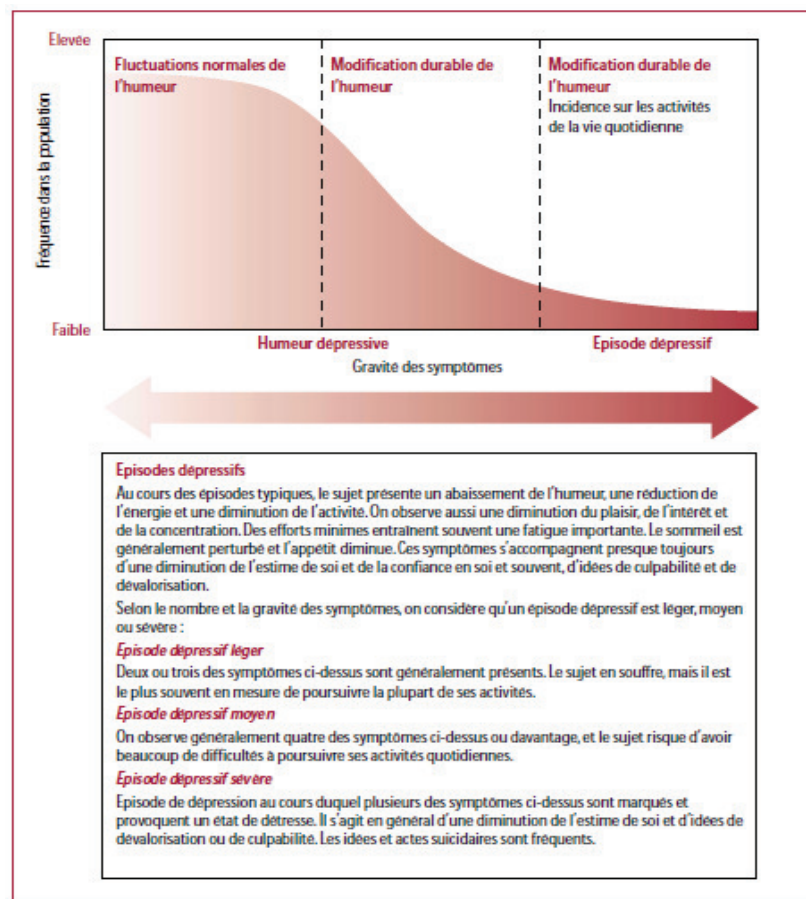 Elevée
Fluctuations normales de
l'humeur
Modification durable de
l'humeur
Modification durable de
l'humeur
Incidence sur les activités
de la vie quotidienne
Fréquence dans la population
Faible
Humeur dépressive
Episode dépressif
Gravité des symptômes
Episodes dépressifs
Au cours des épisodes typiques, le sujet présente un abaissement de l'humeur, une réduction de
l'énergie et une diminution de l'activité. On observe aussi une diminution du plaisir, de l'intérêt et
de la concentration. Des efforts minimes entraînent souvent une fatigue importante. Le sommeil est
généralement perturbé et l'appétit diminue. Ces symptômes s'accompagnent presque toujours
d'une diminution de l'estime de soi et de la confiance en soi et souvent, d'idées de culpabilité et de
dévalorisation.
Selon le nombre et la gravité des symptômes, on considère qu'un épisode dépressif est léger, moyen
ou sévère :
Episode dépressif léger
Deux ou trois des symptômes ci-dessus sont généralement présents. Le sujet en souffre, mais il est
le plus souvent en mesure de poursuivre la plupart de ses activités.
Episode dépressif moyen
On observe généralement quatre des symptômes ci-dessus ou davantage, et le sujet risque d'avoir
beaucoup de difficultés à poursuivre ses activités quotidiennes.
Episode dépressif sévère
Episode de dépression au cours duquel plusieurs des symptômes ci-dessus sont marqués et
provoquent un état de détresse. Il s'agit en général d'une diminution de l'estime de soi et d'idées de
dévalorisation ou de culpabilité. Les idées et actes suicidaires sont fréquents.